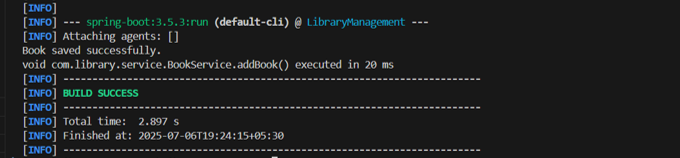 [INFO]
[INFO] --- spring-boot:3.5.3:run (default-cli) @ LibraryManagement ---
[INFO] Attaching agents: []
Book saved successfully.
void com.library.service.BookService.addBook() executed in 20 ms
[INFO] ------------------------------------------------------------------------
[INFO] BUILD SUCCESS
[INFO] ------------------------------------------------------------------------
[INFO] Total time:  2.897 s
[INFO] Finished at: 2025-07-06T19:24:15+05:30
[INFO] ------------------------------------------------------------------------